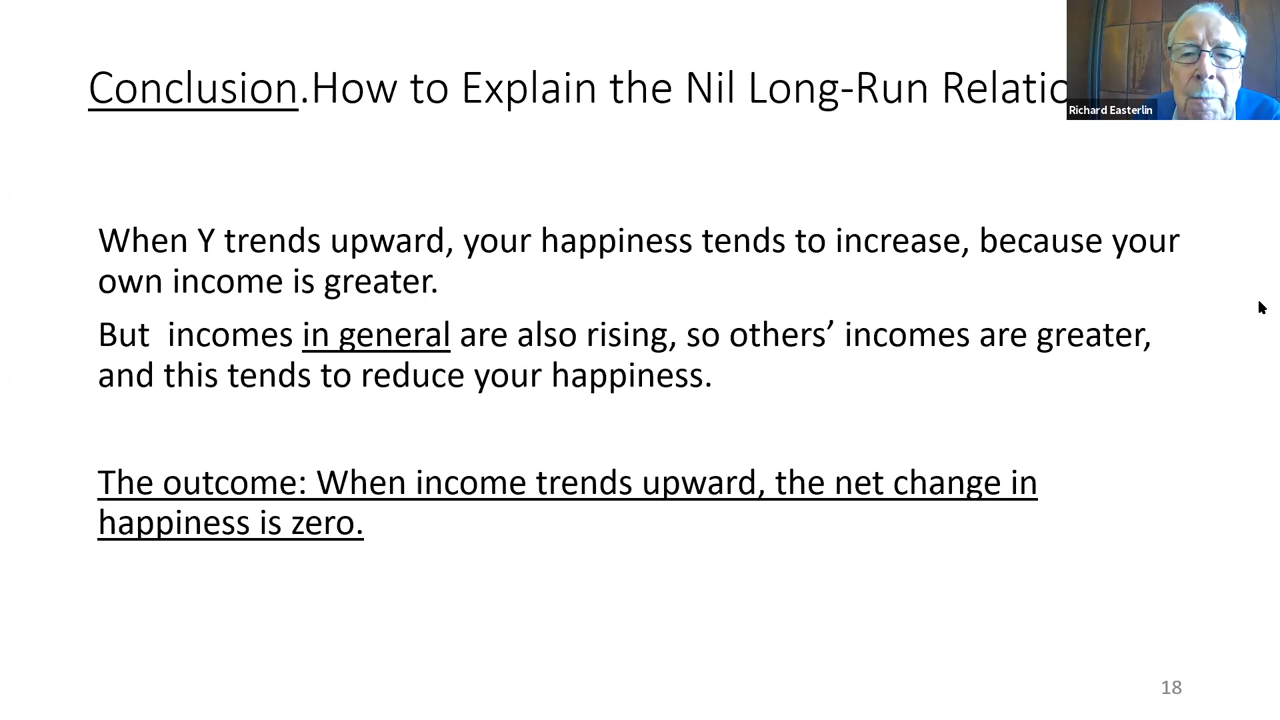 Conclusion.How to Explain the Nil Long-Run Relatio
Richard Easterlin
When Y trends upward, your happiness tends to increase, because your
own income is greater.
But  incomes in general are also rising, so others’ incomes are greater,
and this tends to reduce your happiness.
The outcome: When income trends upward, the net change in
happiness is zero.
18